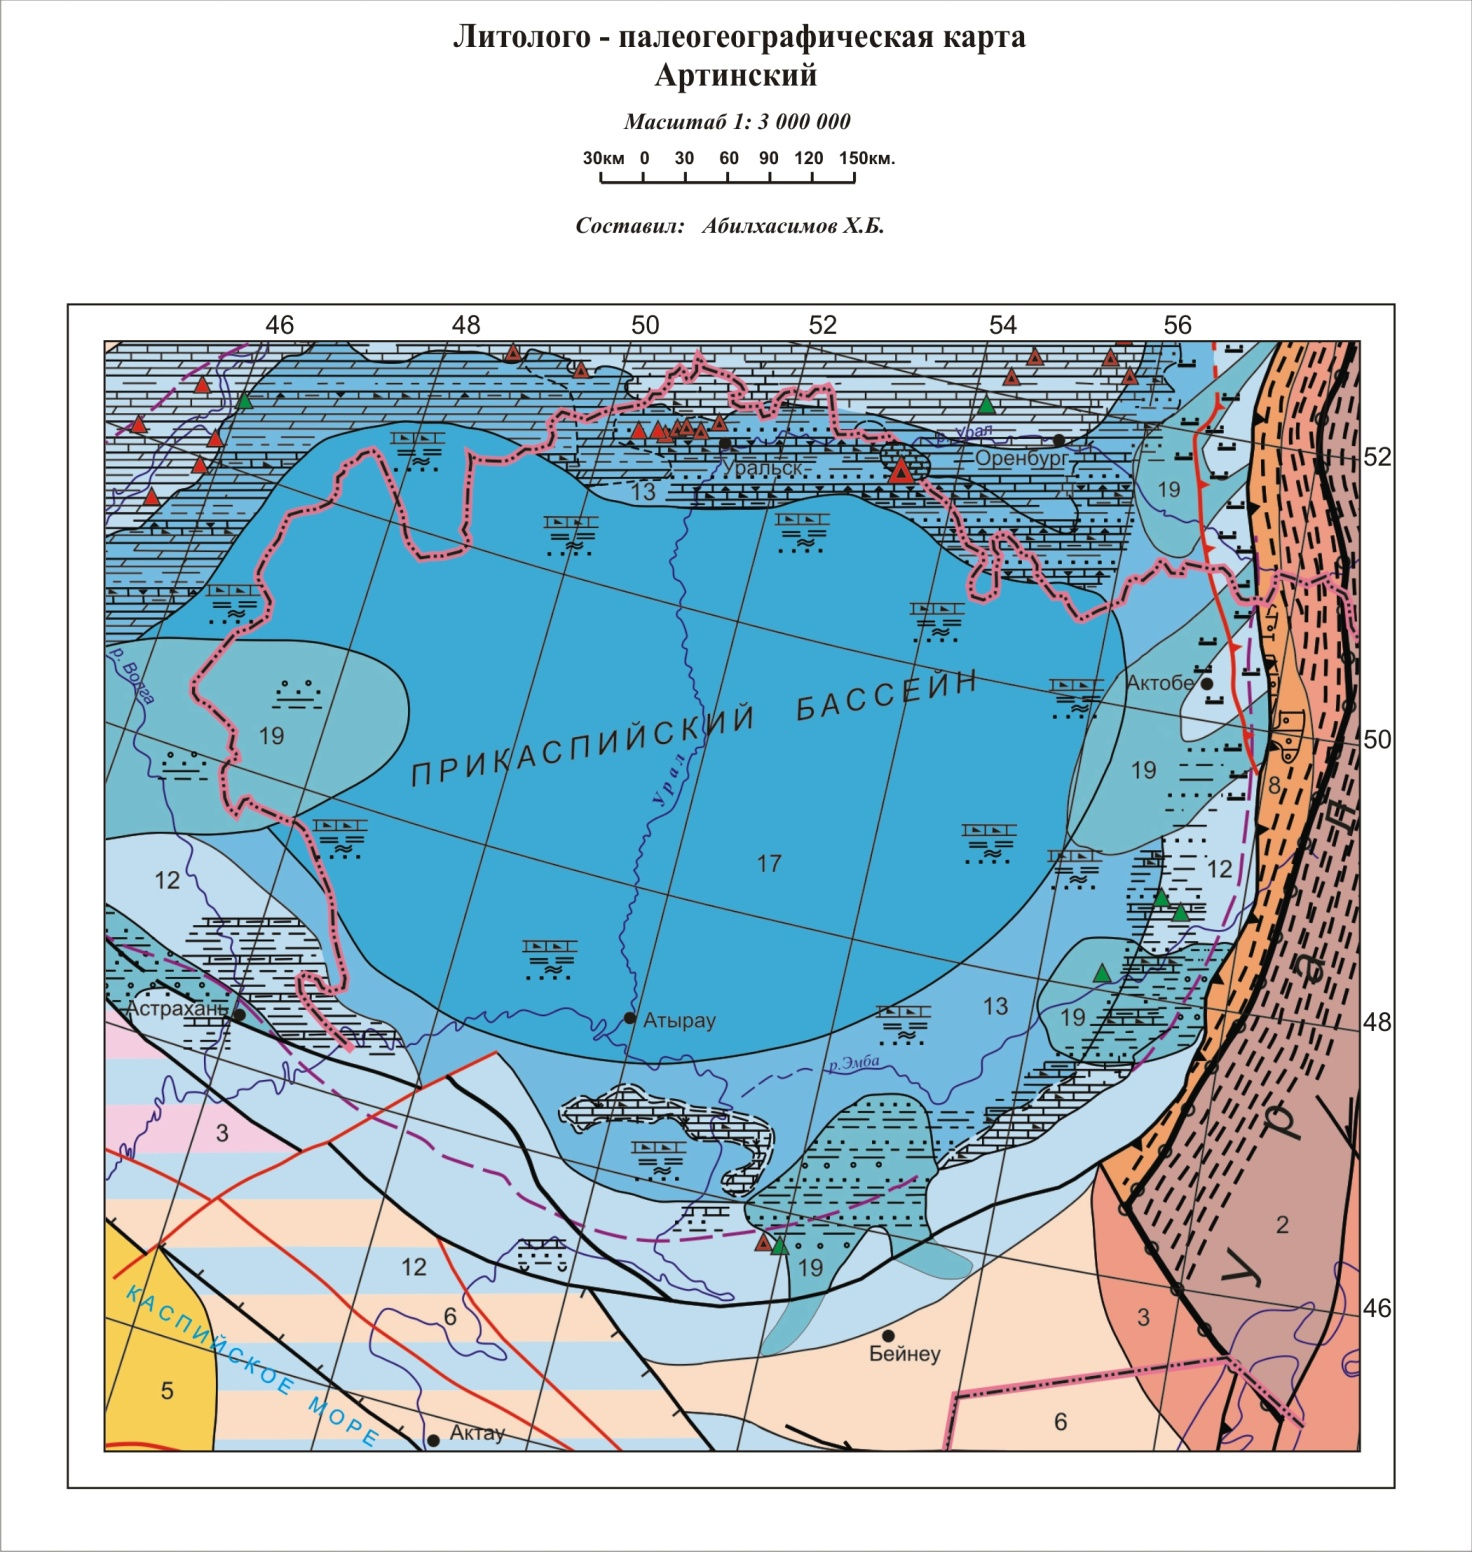 Литолого - палеогеографическая карта
Артинский
Масштаб 1: 3 000 000
30км 0 30 60 90 120 150км.
Составил: Абилхасимов Х.Б.
46 48 50 52 54 56
р. Урал
Оренбург
Уральск
52
13
19
р. Волга
Актобе
ПРИКАСПИЙСКИЙ БАССЕЙН
19
50
Урал
19
8
17
12
12
Астрахань
Атырау
13
19
48
р.Эмба
3
Урал
2
12
19
46
6
3
КАСПИЙСКОЕ МОРЕ
Бейнеу
5
6
Актау